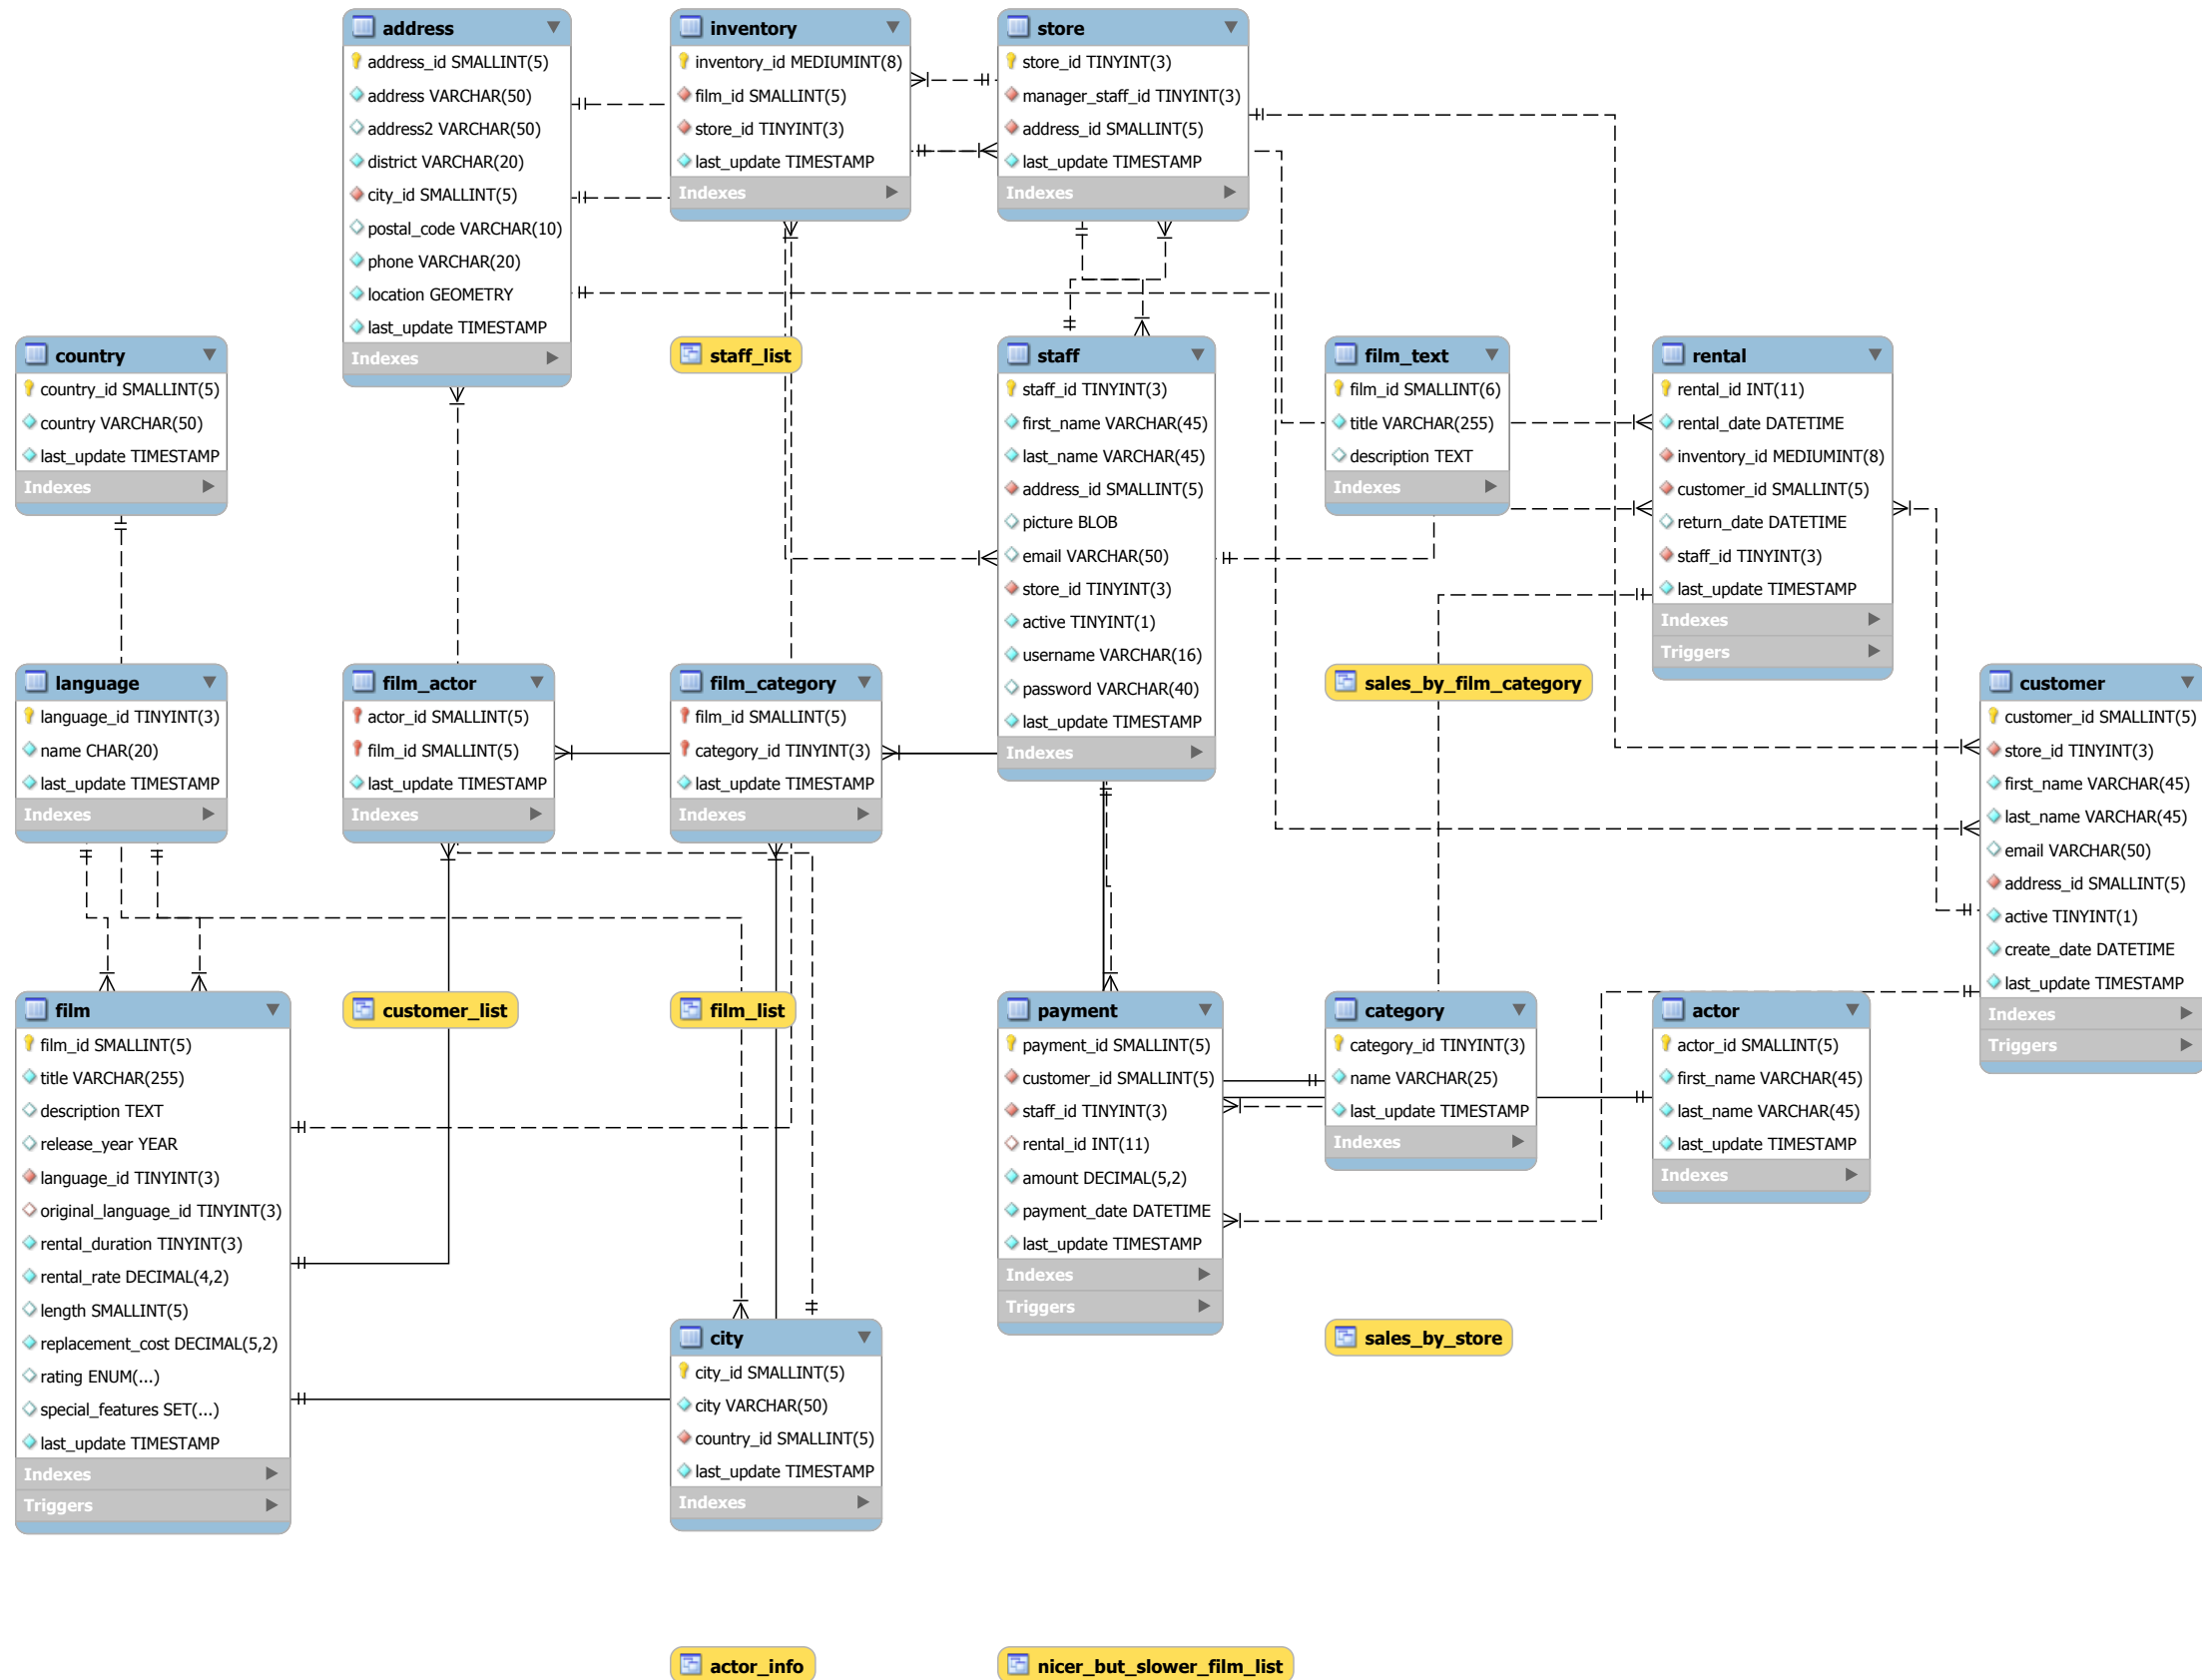 address
address_id SMALLINT(5)
address VARCHAR(50)
address2 VARCHAR(50)
district VARCHAR(20)
city_id SMALLINT(5)
postal_code VARCHAR(10)
phone VARCHAR(20)
location GEOMETRY
last_update TIMESTAMP
Indexes
inventory
inventory_id MEDIUMINT(8)
film_id SMALLINT(5)
store_id TINYINT(3)
last_update TIMESTAMP
Indexes
store
store_id TINYINT(3)
manager_staff_id TINYINT(3)
address_id SMALLINT(5)
last_update TIMESTAMP
Indexes
country
country_id SMALLINT(5)
country VARCHAR(50)
last_update TIMESTAMP
Indexes
staff_list
staff
staff_id TINYINT(3)
first_name VARCHAR(45)
last_name VARCHAR(45)
address_id SMALLINT(5)
picture BLOB
email VARCHAR(50)
store_id TINYINT(3)
active TINYINT(1)
username VARCHAR(16)
password VARCHAR(40)
last_update TIMESTAMP
Indexes
film_text
film_id SMALLINT(6)
title VARCHAR(255)
description TEXT
Indexes
rental
rental_id INT(11)
rental_date DATETIME
inventory_id MEDIUMINT(8)
customer_id SMALLINT(5)
return_date DATETIME
staff_id TINYINT(3)
last_update TIMESTAMP
Indexes
Triggers
language
language_id TINYINT(3)
name CHAR(20)
last_update TIMESTAMP
Indexes
film_actor
actor_id SMALLINT(5)
film_id SMALLINT(5)
last_update TIMESTAMP
Indexes
film_category
film_id SMALLINT(5)
category_id TINYINT(3)
last_update TIMESTAMP
Indexes
sales_by_film_category
customer
customer_id SMALLINT(5)
store_id TINYINT(3)
first_name VARCHAR(45)
last_name VARCHAR(45)
email VARCHAR(50)
address_id SMALLINT(5)
active TINYINT(1)
create_date DATETIME
last_update TIMESTAMP
Indexes
Triggers
film
film_id SMALLINT(5)
title VARCHAR(255)
description TEXT
release_year YEAR
language_id TINYINT(3)
original_language_id TINYINT(3)
rental_duration TINYINT(3)
rental_rate DECIMAL(4,2)
length SMALLINT(5)
replacement_cost DECIMAL(5,2)
rating ENUM(...)
special_features SET(...)
last_update TIMESTAMP
Indexes
Triggers
customer_list
film_list
payment
payment_id SMALLINT(5)
customer_id SMALLINT(5)
staff_id TINYINT(3)
rental_id INT(11)
amount DECIMAL(5,2)
payment_date DATETIME
last_update TIMESTAMP
Indexes
Triggers
category
category_id TINYINT(3)
name VARCHAR(25)
last_update TIMESTAMP
Indexes
actor
actor_id SMALLINT(5)
first_name VARCHAR(45)
last_name VARCHAR(45)
last_update TIMESTAMP
Indexes
city
city_id SMALLINT(5)
city VARCHAR(50)
country_id SMALLINT(5)
last_update TIMESTAMP
Indexes
sales_by_store
actor_info
nicer_but_slower_film_list